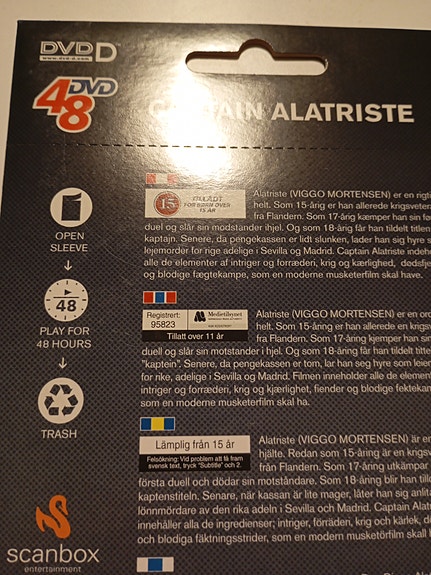 DVD D
www.dvd-d.com
48 DVD
CAPTAIN ALATRISTE
OPEN
SLEEVE
48
PLAY FOR
48 HOURS
TRASH
scanbox
entertainment
15
TILLADT
FOR BØRN OVER
15 ÅR
Alatriste (VIGGO MORTENSEN) er en
helt. Som 15-årig er han allerede
fra Flandern. Som 17-årig kæmper han sin
duel og slår sin modstander ihjel. Og som 18-årig får han tildelt
kaptajn. Senere, da pengekassen er lidt slunken, lader han sig hyre
lejemorder for rige adelige i Sevilla og Madrid. Captain Alatriste
alle de elementer af intriger og forræderi, krig og kærlighed,
og blodige fægtekampe, som en moderne musketerfilm skal have.
Registrert:
95823
Medietilsynet
Tillatt over 11 år
Alatriste (VIGGO MORTENSEN) er en
helt. Som 15-åring er han allerede en
fra Flandern. Som 17-åring kjemper han
duell og slår sin motstander i hjel. Og som 18-åring får han tildelt
"kaptein". Senere, da pengekassen er tom, lar han seg hyre som
for rike, adelige i Sevilla og Madrid. Filmen inneholder alle de
intriger og forræderi, krig og kjærlighet, fiender og blodige
som en moderne musketerfilm skal ha.
Lämplig från 15 år
Felsökning: Vid problem att få fram
svensk text, tryck "Subtitle" och 2.
Alatriste (VIGGO MORTENSEN) är
hjälte. Redan som 15-åring är en
från Flandern. Som 17-åring utkämpar
första duell och dödar sin motståndare. Som 18-åring blir han
kaptenstiteln. Senare, när kassan är lite mager, låter han sig
lönnmördare av den rika adeln i Sevilla och Madrid. Captain
innehåller alla de ingredienser; intriger, förräderi, krig och kärlek,
och blodiga fäktningsstrider, som en modern musketörfilm skall